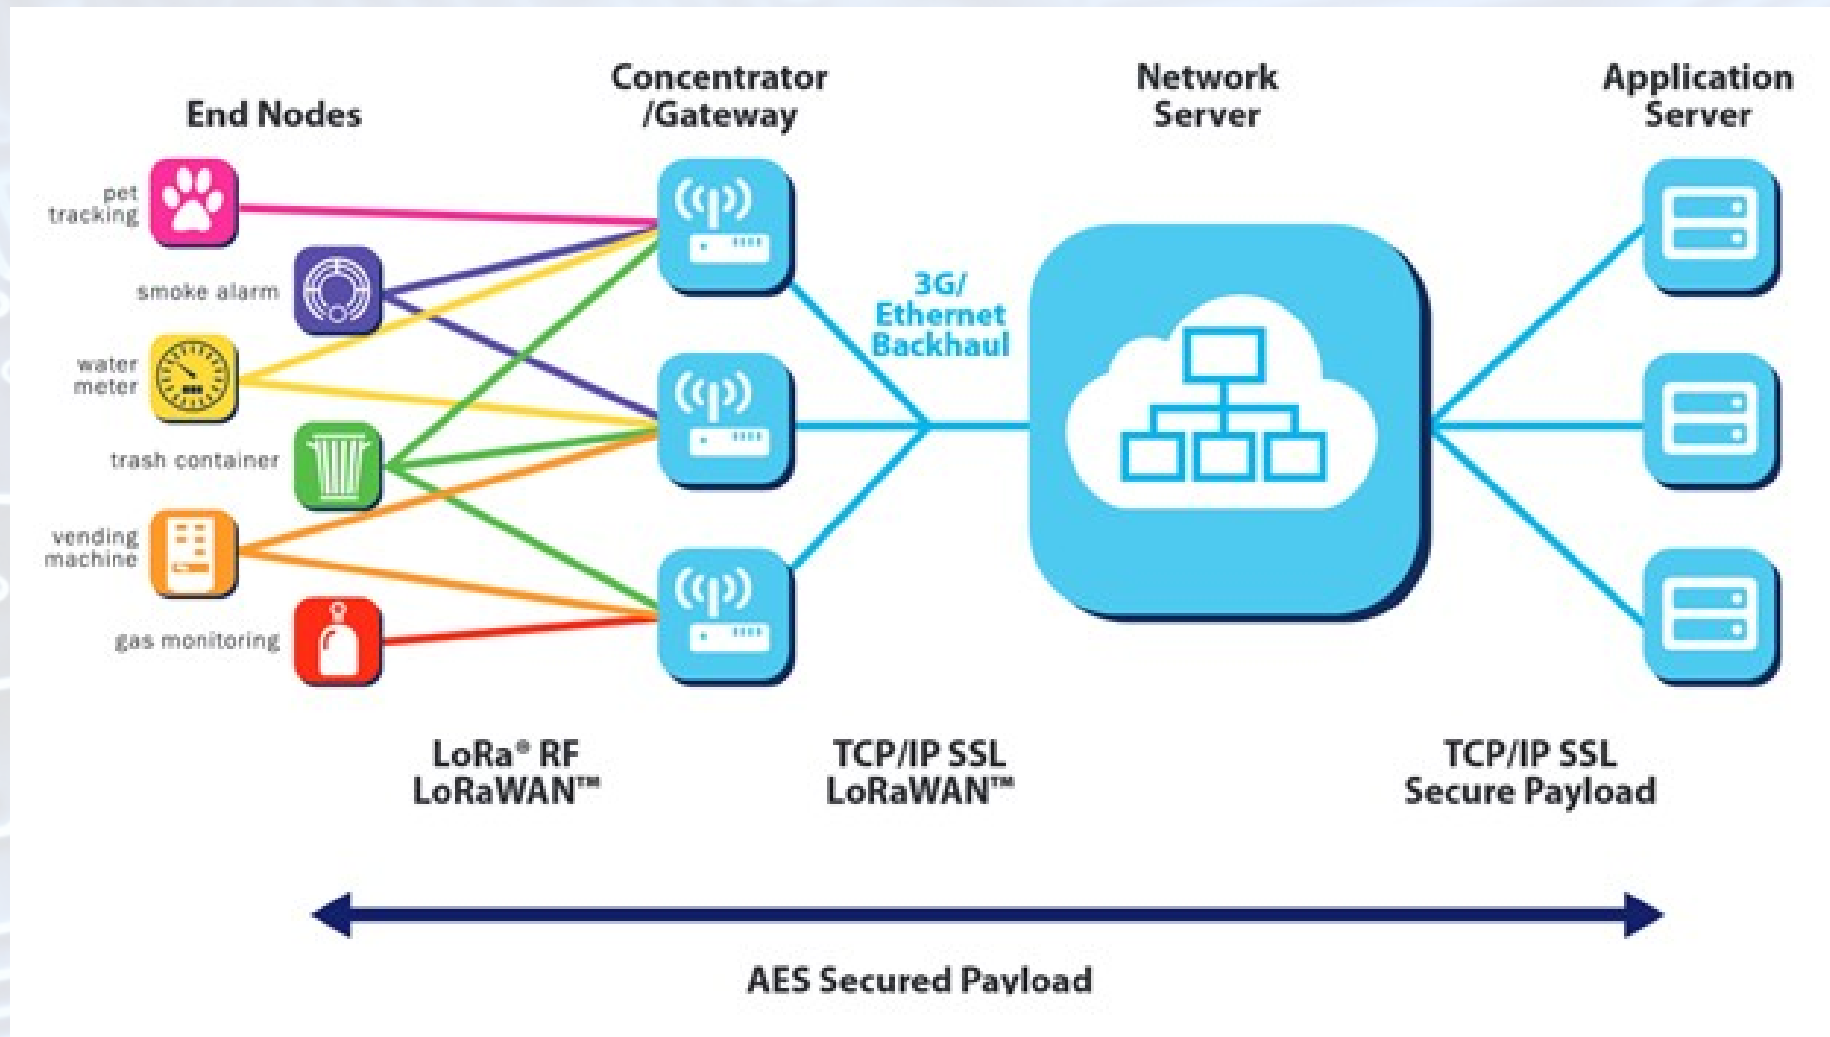 End Nodes
Concentrator
/Gateway
Network
Server
Application
Server
pet
tracking
smoke alarm
water
meter
trash container
vending
machine
gas monitoring
3G/
Ethernet
Backhaul
LoRa® RF
LoRaWAN™
TCP/IP SSL
LoRaWAN™
TCP/IP SSL
Secure Payload
AES Secured Payload